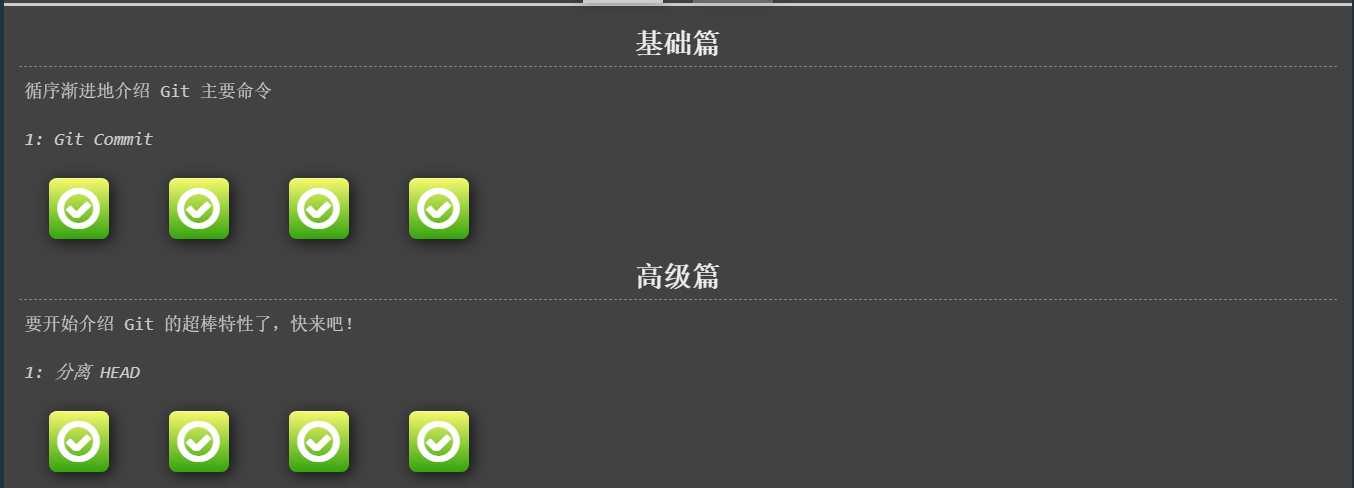 基础篇
循序渐进地介绍 Git 主要命令
1: Git Commit
高级篇
要开始介绍 Git 的超棒特性了，快来吧！
1: 分离 HEAD